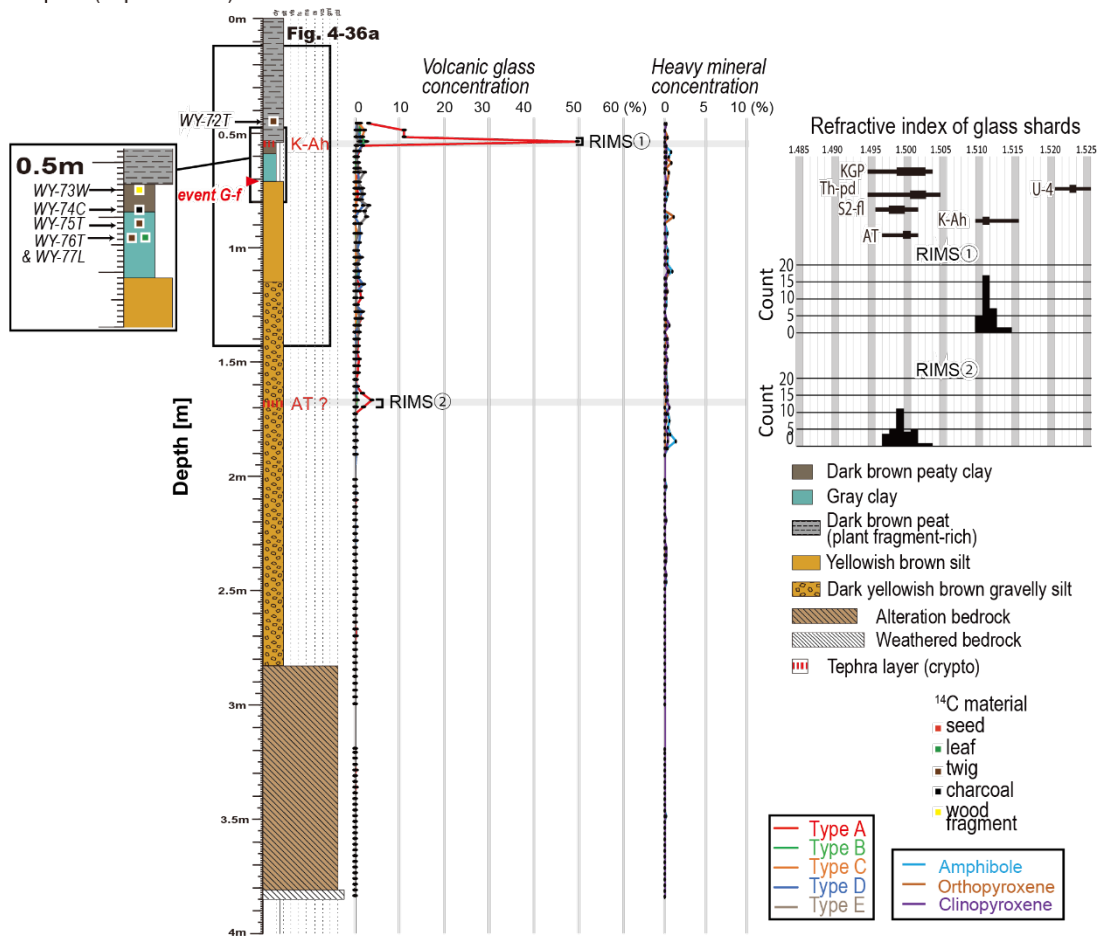 0m
Fig. 4-36a
Volcanic glass
concentration
Heavy mineral
concentration
0 10 20 30 40 50 60 (%)
0 5 10 (%)
WY-72T
0.5m
K-Ah
RIMS①
event G-f
0.5m
WY-73W
WY-74C
WY-75T
WY-76T
& WY-77L
1m
1.5m
AT ?
RIMS②
Depth [m]
2m
2.5m
3m
3.5m
4m
Refractive index of glass shards
1.485 1.490 1.495 1.500 1.505 1.510 1.515 1.520 1.525
KGP
Th-pd
U-4
S2-fl
K-Ah
AT
RIMS①
Count
20
15
10
5
0
RIMS②
Count
20
15
10
5
0
Dark brown peaty clay
Gray clay
Dark brown peat
(plant fragment-rich)
Yellowish brown silt
Dark yellowish brown gravelly silt
Alteration bedrock
Weathered bedrock
Tephra layer (crypto)
14C material
seed
leaf
twig
charcoal
wood
fragment
Type A
Type B
Type C
Type D
Type E
Amphibole
Orthopyroxene
Clinopyroxene